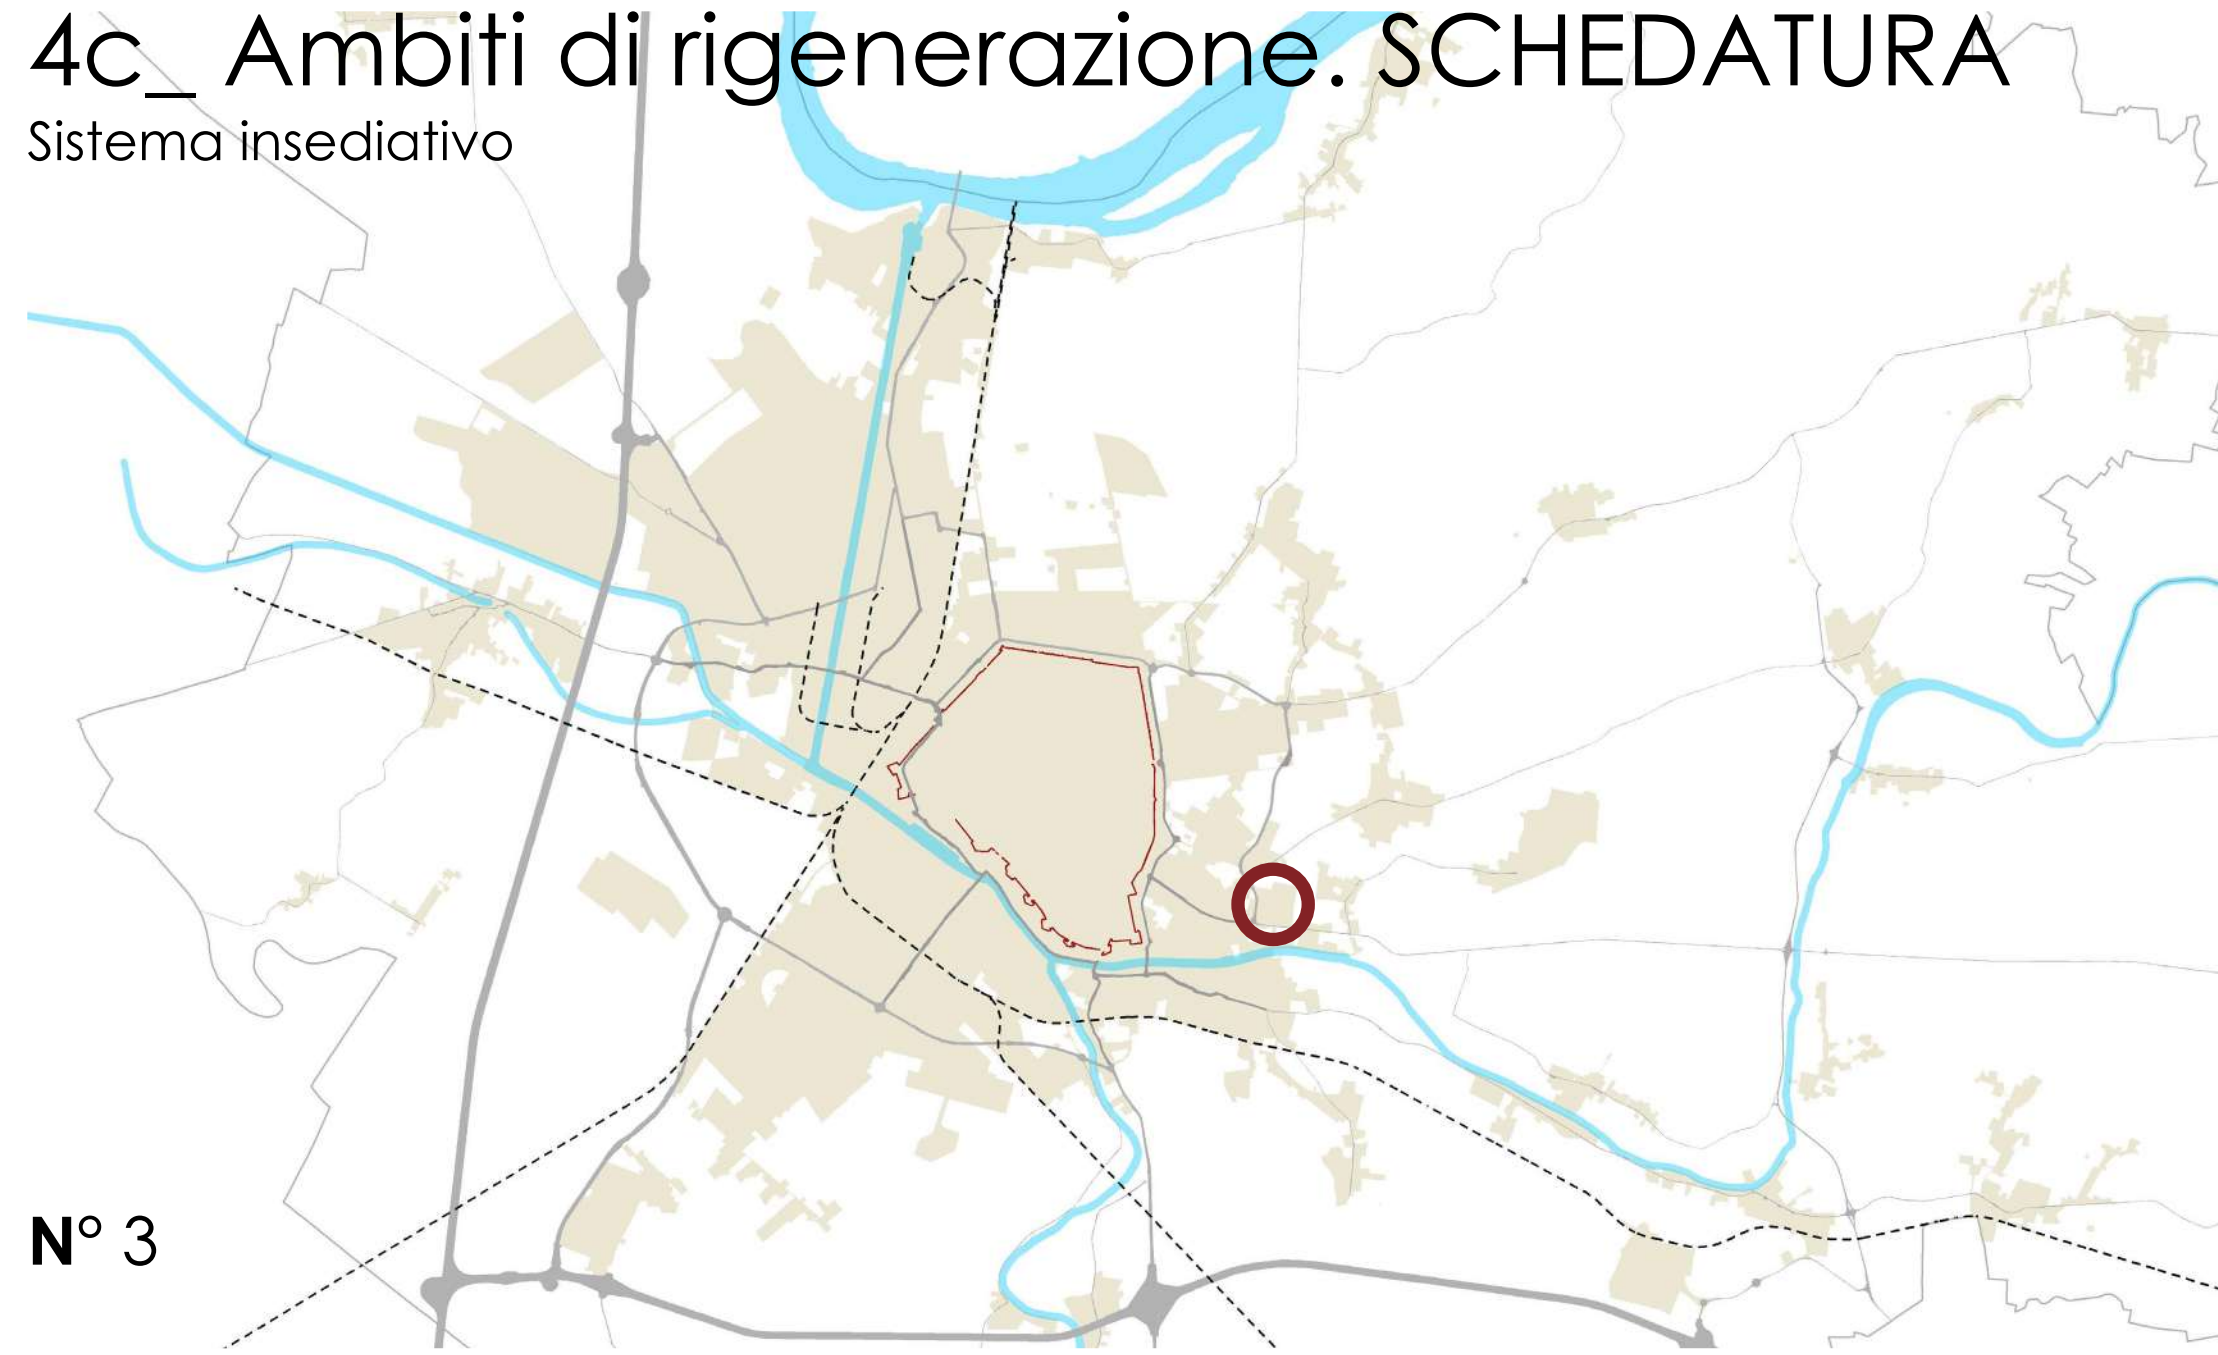 4c_ Ambiti di rigenerazione. SCHEDATURA
Sistema insediativo
N° 3